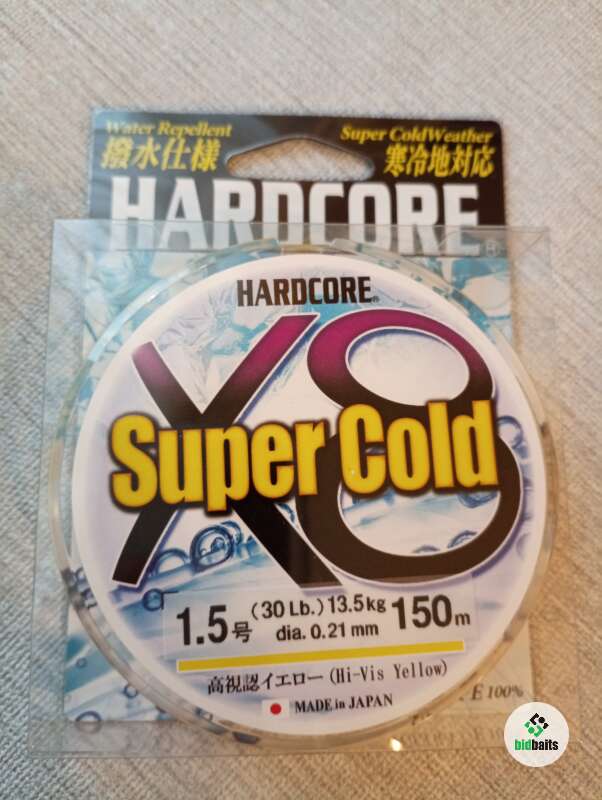 Water Repellent
撥水仕様
Super ColdWeather
寒冷地対応
HARDCORE®
HARDCORE®
X8
Super Cold
1.5号 (30 Lb.) 13.5kg 150m
dia. 0.21mm
高視認イエロー(Hi-Vis Yellow)
MADE in JAPAN
E 100%
bidbaits